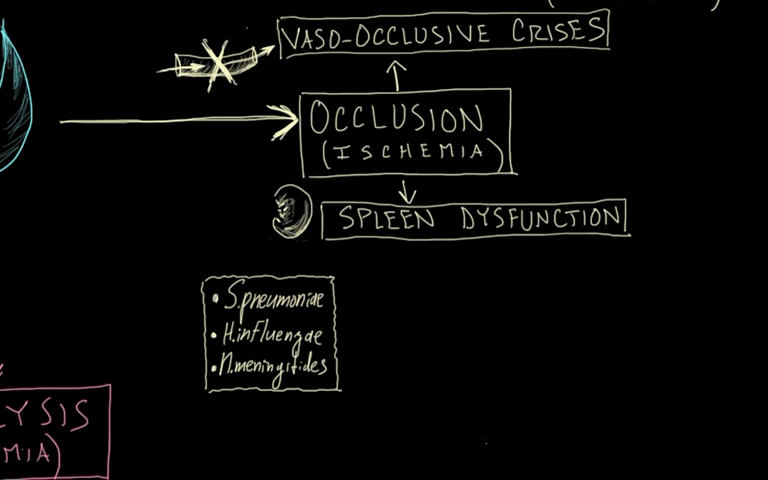 VASO-OCCLUSIVE CRISES
OCCLUSION
(ISCHEMIA)
SPLEEN DYSFUNCTION
• S.pneumoniae
• H.influenzae
• N.meningitides
LYSIS
MIA)